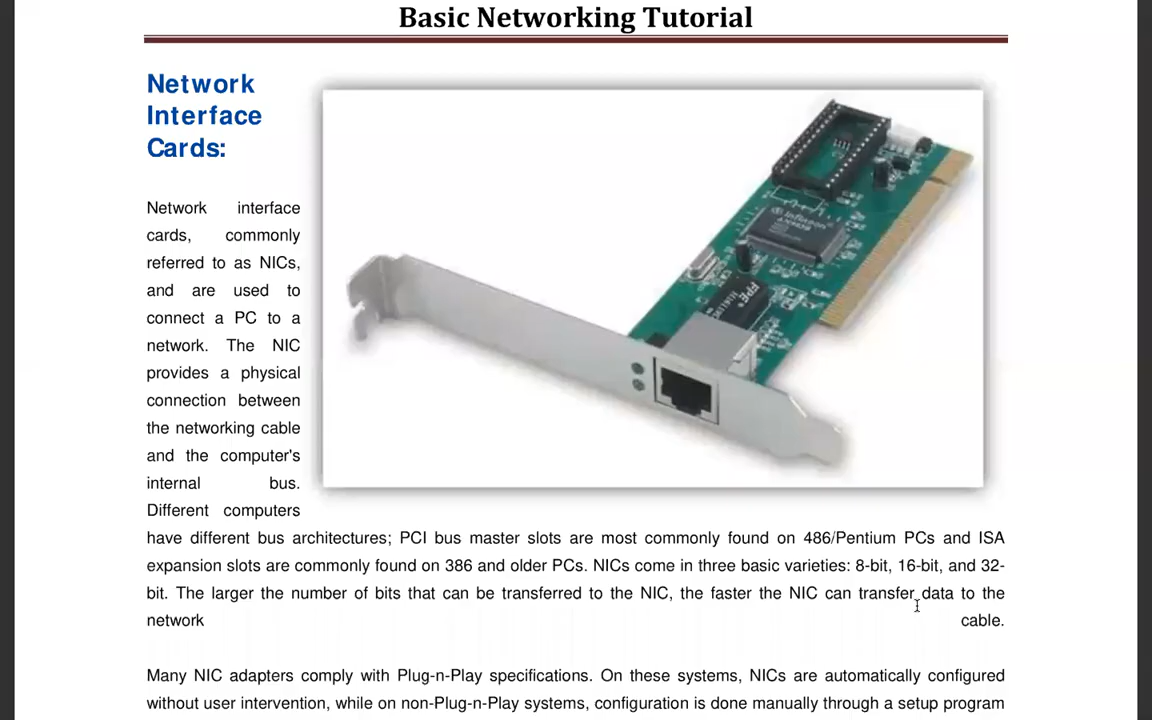 Basic Networking Tutorial
Network
Interface
Cards:
Network interface
cards, commonly
referred to as NICs,
and are used to
connect a PC to a
network. The NIC
provides a physical
connection between
the networking cable
and the computer's
internal bus.
Different computers
have different bus architectures; PCI bus master slots are most commonly found on 486/Pentium PCs and ISA
expansion slots are commonly found on 386 and older PCs. NICs come in three basic varieties: 8-bit, 16-bit, and 32-
bit. The larger the number of bits that can be transferred to the NIC, the faster the NIC can transfer data to the
network cable.
Many NIC adapters comply with Plug-n-Play specifications. On these systems, NICs are automatically configured
without user intervention, while on non-Plug-n-Play systems, configuration is done manually through a setup program
Infineon
FPE